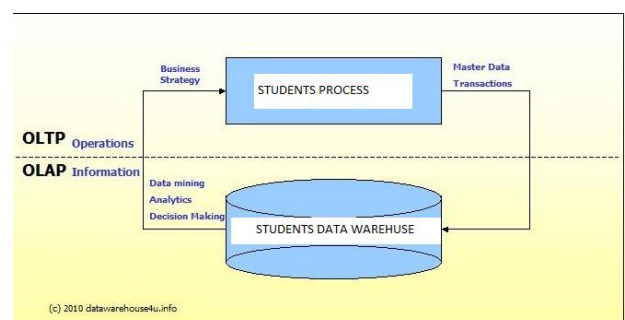 Business
Strategy
STUDENTS PROCESS
Master Data
Transactions
OLTP Operations
OLAP Information
Data mining
Analytics
Decision Making
STUDENTS DATA WAREHUSE
(c) 2010 datawarehouse4u.info